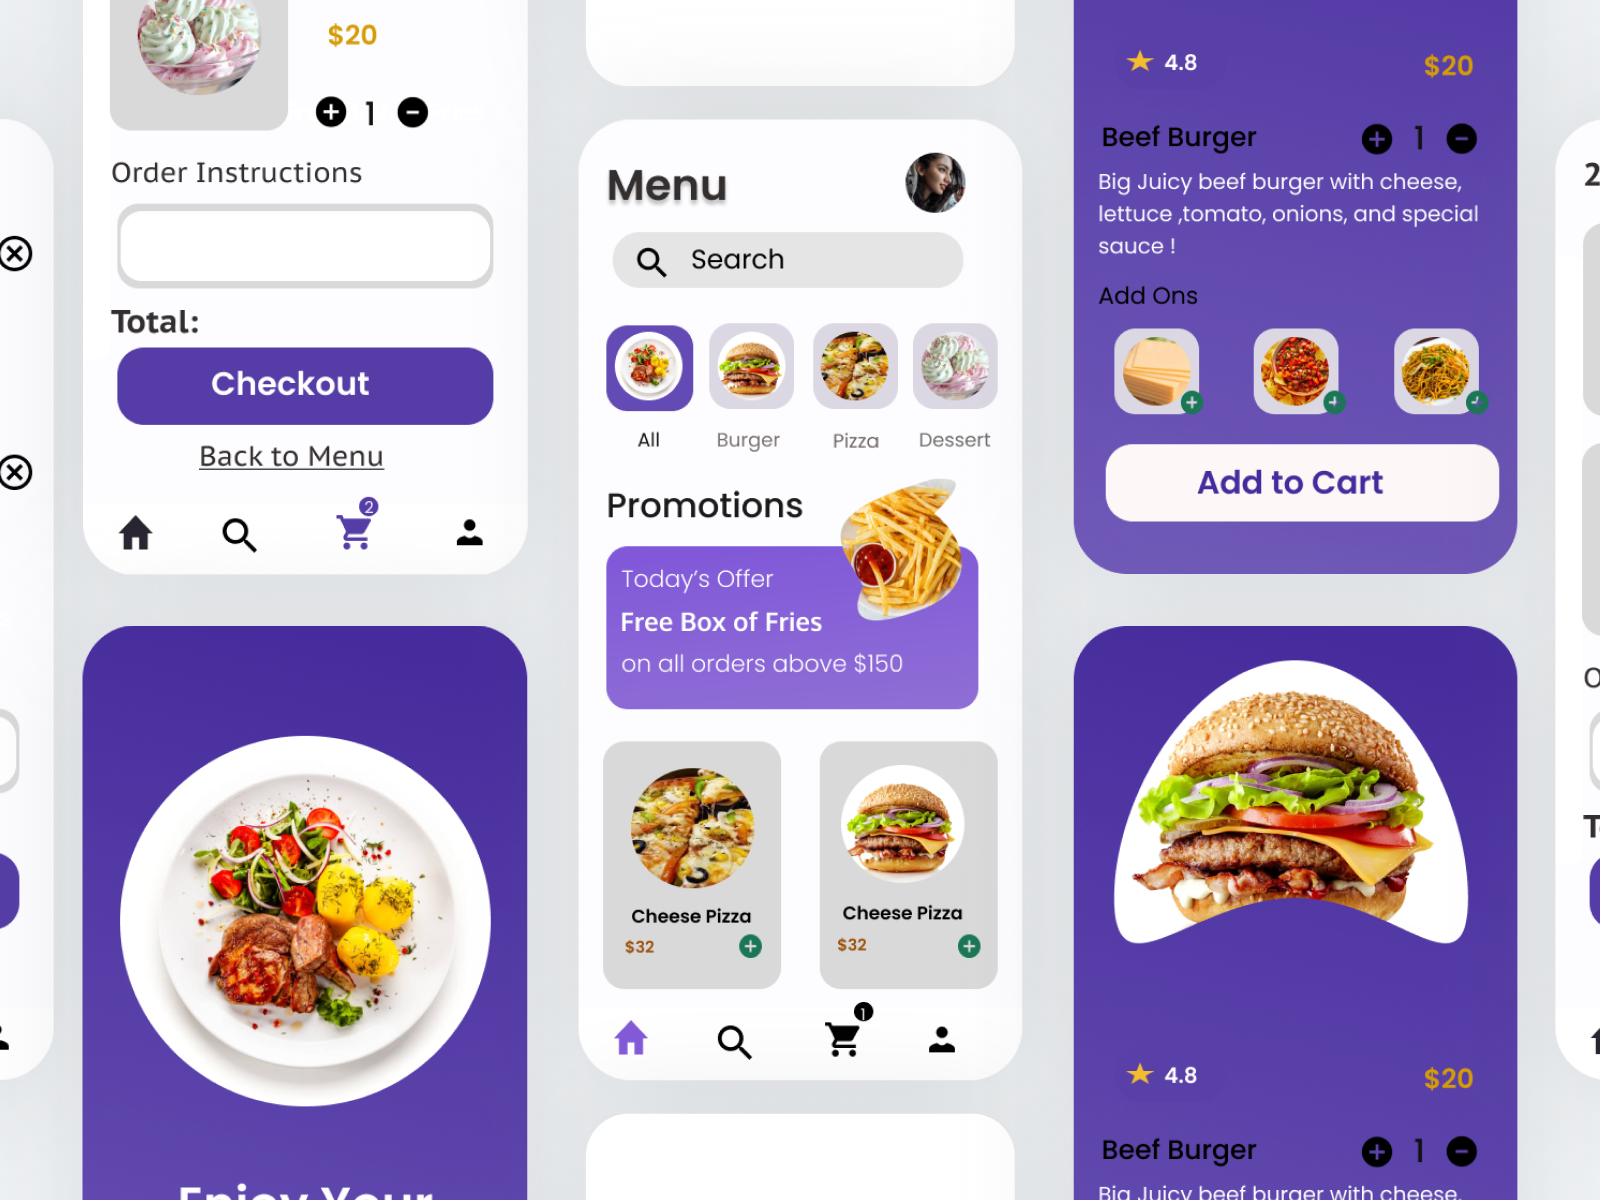 $20
1
Order Instructions
Total:
Checkout
Back to Menu
2
Menu
Search
All
Burger
Pizza
Dessert
Promotions
Today's Offer
Free Box of Fries
on all orders above $150
Cheese Pizza
$32
Cheese Pizza
$32
1
4.8
$20
Beef Burger
1
Big Juicy beef burger with cheese,
lettuce ,tomato, onions, and special
sauce !
Add Ons
Add to Cart
4.8
$20
Beef Burger
1
Big Juicy beef burger with cheese,
Enjoy Your
2